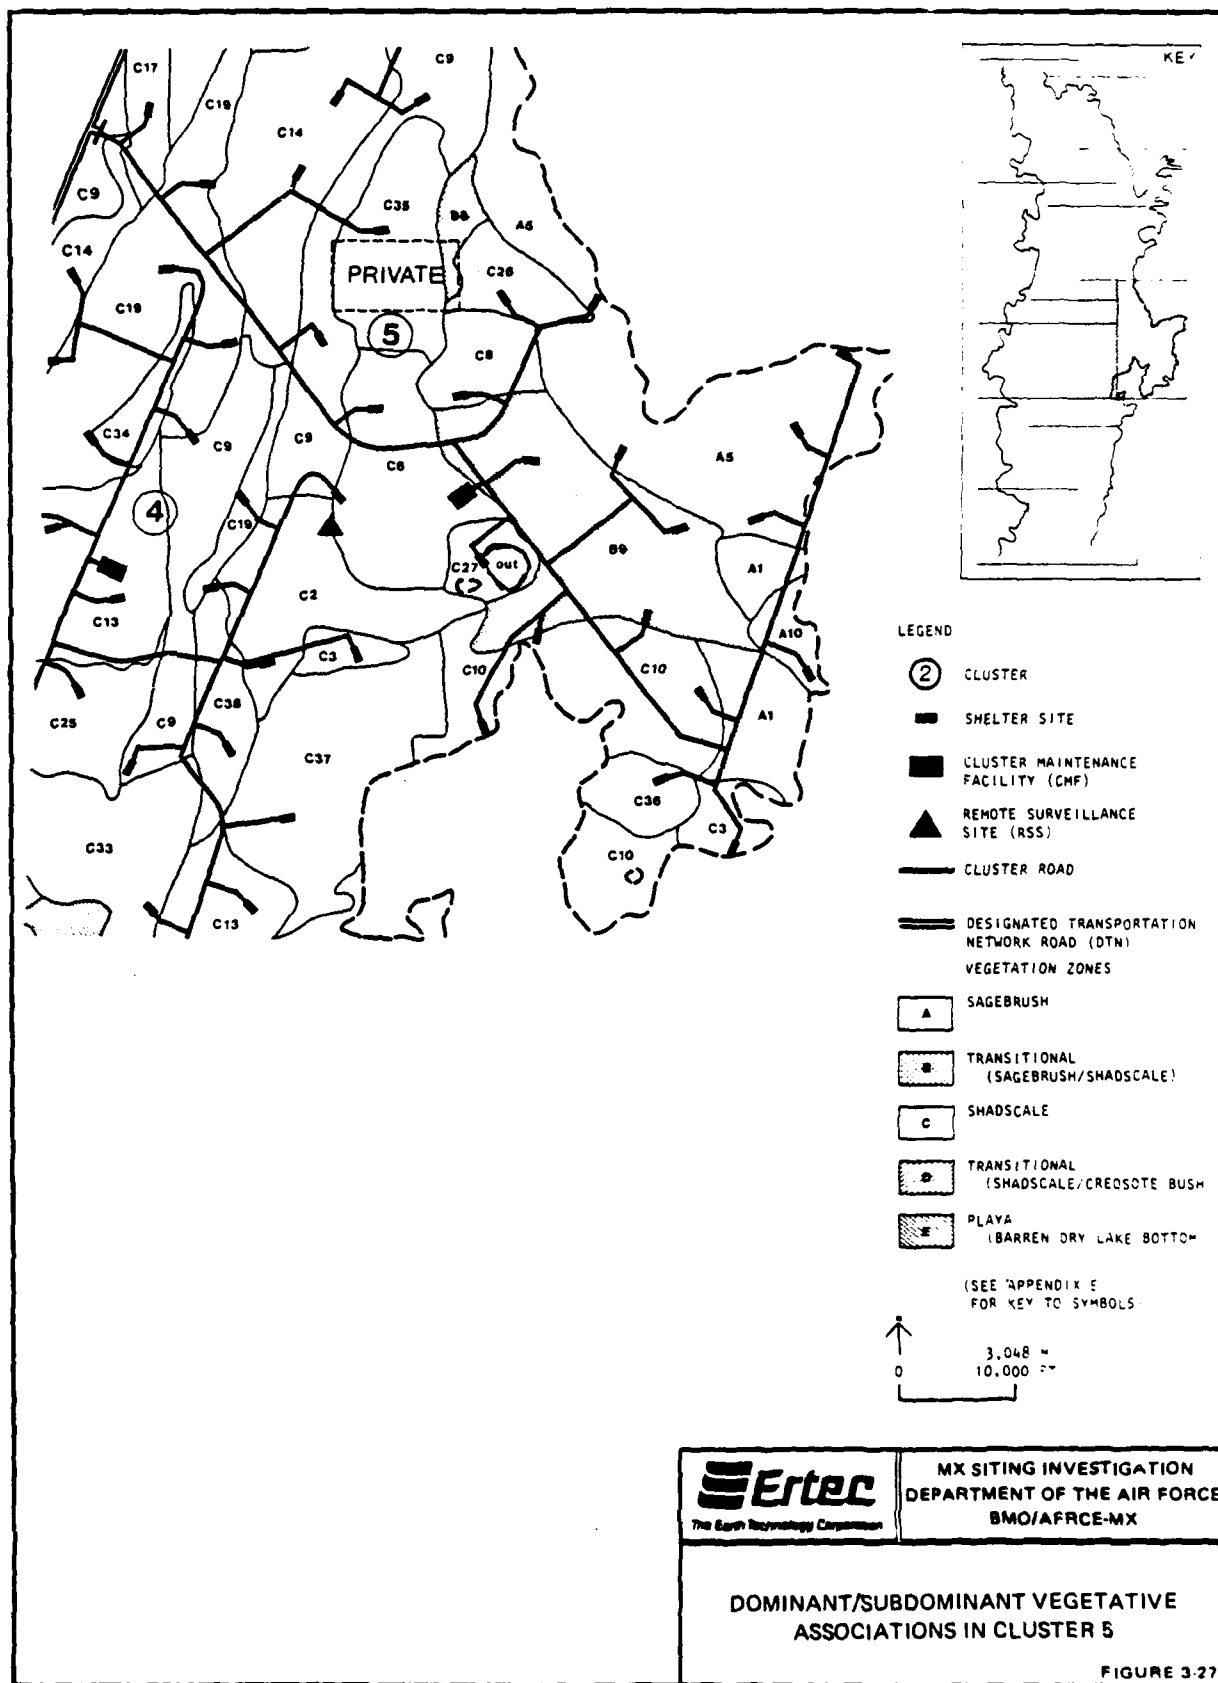 C17
C9
KEY
C19
C14
C9
C35
B8
A5
C14
C26
PRIVATE
C19
5
C8
C34
C9
C9
C6
A5
4
C19
B9
C27
out
A1
C2
C13
A10
C3
C10
C10
C25
C9
C38
A1
C37
C36
C3
C33
C10
C13
LEGEND
2 CLUSTER
SHELTER SITE
CLUSTER MAINTENANCE
FACILITY (CMF)
REMOTE SURVEILLANCE
SITE (RSS)
CLUSTER ROAD
DESIGNATED TRANSPORTATION
NETWORK ROAD (DTN)
VEGETATION ZONES
A SAGEBRUSH
TRANSITIONAL
(SAGEBRUSH/SHADSCALE)
C SHADSCALE
TRANSITIONAL
(SHADSCALE/CREOSOTE BUSH
PLAYA
(BARREN DRY LAKE BOTTOM
(SEE APPENDIX E
FOR KEY TO SYMBOLS
3,048 M
0 10,000 FT
Ertec
The Earth Technology Corporation
MX SITING INVESTIGATION
DEPARTMENT OF THE AIR FORCE
BMO/AFRCE-MX
DOMINANT/SUBDOMINANT VEGETATIVE
ASSOCIATIONS IN CLUSTER 5
FIGURE 3-27